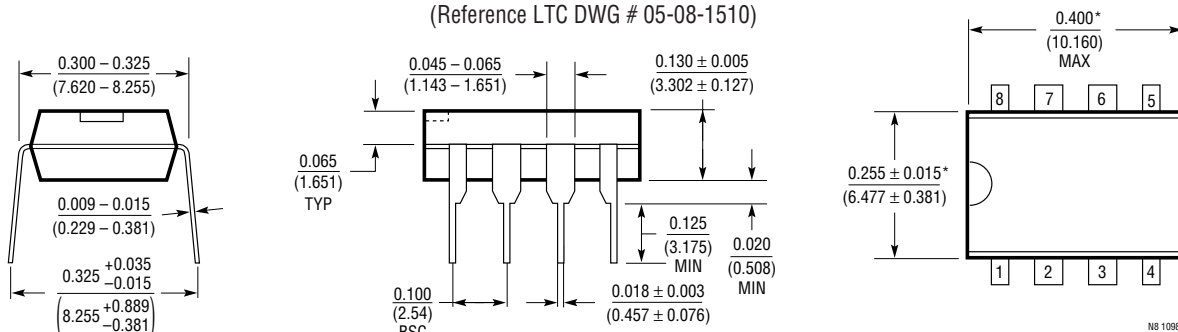 (Reference LTC DWG # 05-08-1510)
0.300 – 0.325
(7.620 – 8.255)
0.009 – 0.015
(0.229 – 0.381)
0.325 +0.035 –0.015
(8.255 +0.889 –0.381)
0.045 – 0.065
(1.143 – 1.651)
0.130 ± 0.005
(3.302 ± 0.127)
0.065
(1.651)
TYP
0.125
(3.175)
MIN
0.020
(0.508)
MIN
0.100
(2.54)
BSC
0.018 ± 0.003
(0.457 ± 0.076)
0.400*
(10.160)
MAX
8 7 6 5
0.255 ± 0.015*
(6.477 ± 0.381)
1 2 3 4
N8 1098